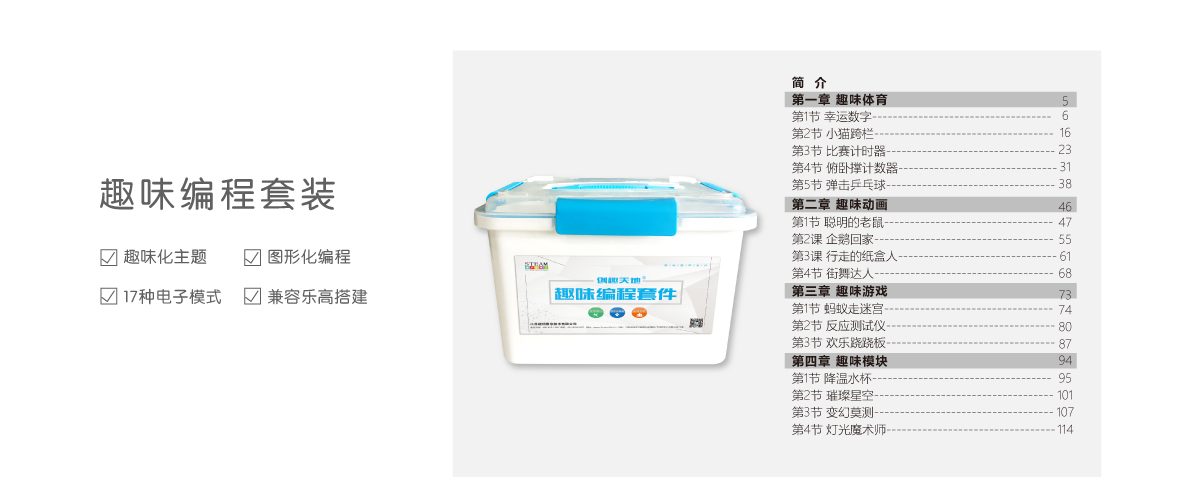 趣味编程套装
趣味化主题
图形化编程
17种电子模式
兼容乐高搭建
STEAM
创趣天地
趣味编程套件
简 介
第一章 趣味体育 5
第1节 幸运数字 6
第2节 小猫跨栏 16
第3节 比赛计时器 23
第4节 俯卧撑计数器 31
第5节 弹击乒乓球 38
第二章 趣味动画 46
第1节 聪明的老鼠 47
第2课 企鹅回家 55
第3课 行走的纸盒人 61
第4节 街舞达人 68
第三章 趣味游戏 73
第1节 蚂蚁走迷宫 74
第2节 反应测试仪 80
第3节 欢乐跷跷板 87
第四章 趣味模块 94
第1节 降温水杯 95
第2节 璀璨星空 101
第3节 变幻莫测 107
第4节 灯光魔术师 114